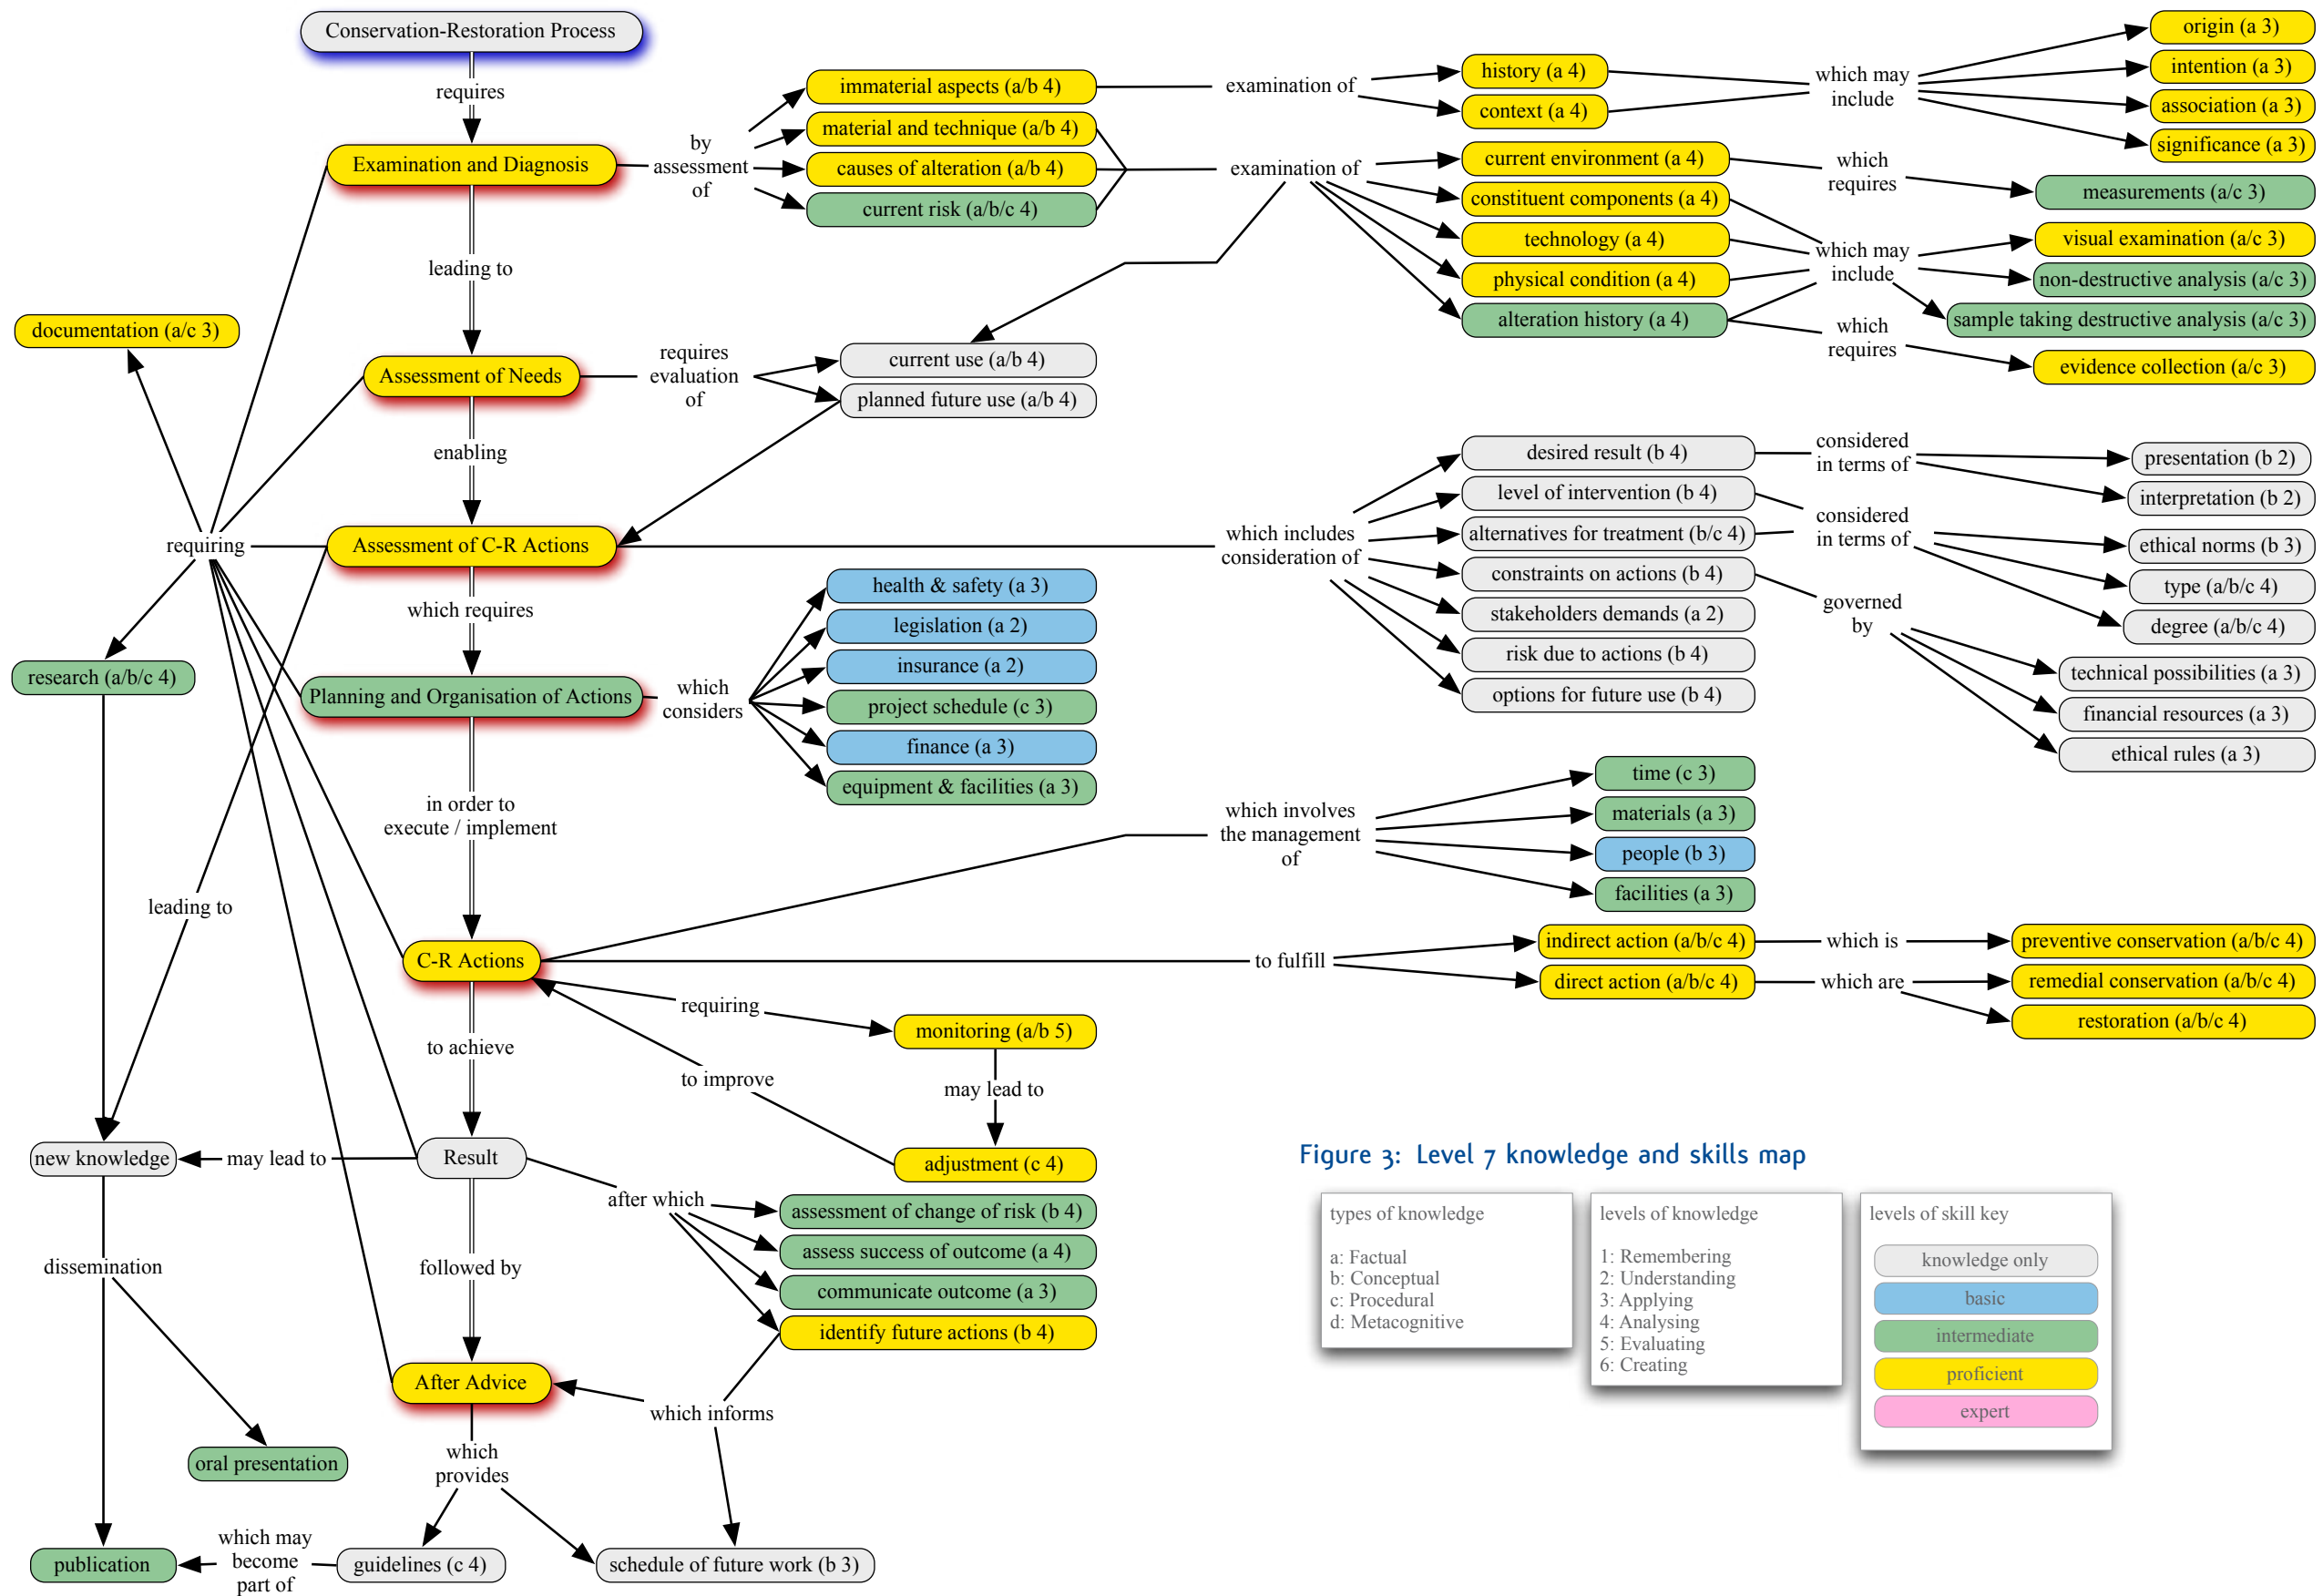 Conservation-Restoration Process
requires
Examination and Diagnosis
by
assessment
of
immaterial aspects (a/b 4)
material and technique (a/b 4)
causes of alteration (a/b 4)
current risk (a/b/c 4)
examination of
history (a 4)
context (a 4)
which may
include
origin (a 3)
intention (a 3)
association (a 3)
significance (a 3)
examination of
current environment (a 4)
constituent components (a 4)
technology (a 4)
physical condition (a 4)
alteration history (a 4)
which
requires
measurements (a/c 3)
which may
include
visual examination (a/c 3)
non-destructive analysis (a/c 3)
sample taking destructive analysis (a/c 3)
which
requires
evidence collection (a/c 3)
leading to
documentation (a/c 3)
Assessment of Needs
requires
evaluation
of
current use (a/b 4)
planned future use (a/b 4)
enabling
requiring
Assessment of C-R Actions
which includes
consideration of
desired result (b 4)
level of intervention (b 4)
alternatives for treatment (b/c 4)
constraints on actions (b 4)
stakeholders demands (a 2)
risk due to actions (b 4)
options for future use (b 4)
considered
in terms of
presentation (b 2)
interpretation (b 2)
considered
in terms of
ethical norms (b 3)
type (a/b/c 4)
degree (a/b/c 4)
governed
by
technical possibilities (a 3)
financial resources (a 3)
ethical rules (a 3)
which requires
research (a/b/c 4)
Planning and Organisation of Actions
which
considers
health & safety (a 3)
legislation (a 2)
insurance (a 2)
project schedule (c 3)
finance (a 3)
equipment & facilities (a 3)
in order to
execute / implement
which involves
the management
of
time (c 3)
materials (a 3)
people (b 3)
facilities (a 3)
leading to
C-R Actions
to fulfill
indirect action (a/b/c 4)
direct action (a/b/c 4)
which is
which are
preventive conservation (a/b/c 4)
remedial conservation (a/b/c 4)
restoration (a/b/c 4)
requiring
monitoring (a/b 5)
to achieve
to improve
may lead to
adjustment (c 4)
new knowledge
may lead to
Result
after which
assessment of change of risk (b 4)
assess success of outcome (a 4)
communicate outcome (a 3)
identify future actions (b 4)
dissemination
followed by
After Advice
which informs
which
provides
oral presentation
publication
which may
become
part of
guidelines (c 4)
schedule of future work (b 3)
Figure 3: Level 7 knowledge and skills map
types of knowledge
a: Factual
b: Conceptual
c: Procedural
d: Metacognitive
levels of knowledge
1: Remembering
2: Understanding
3: Applying
4: Analysing
5: Evaluating
6: Creating
levels of skill key
knowledge only
basic
intermediate
proficient
expert